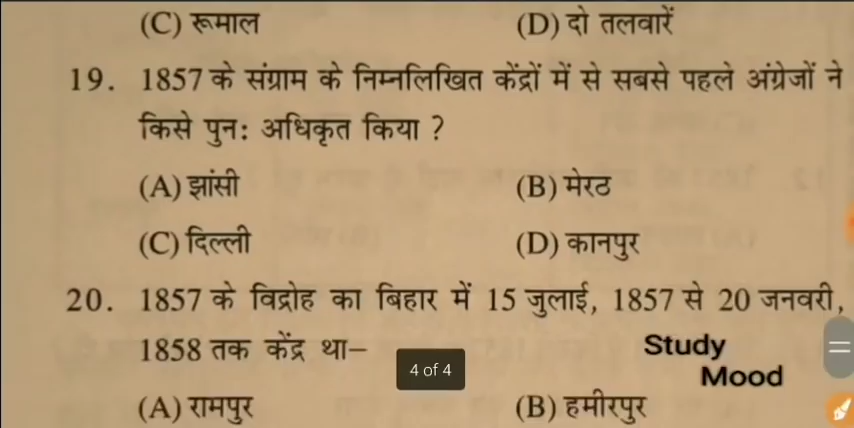 (C) रूमाल (D) दो तलवारें
19. 1857 के संग्राम के निम्नलिखित केंद्रों में से सबसे पहले अंग्रेजों ने
किसे पुन: अधिकृत किया ?
(A) झांसी (B) मेरठ
(C) दिल्ली (D) कानपुर
20. 1857 के विद्रोह का बिहार में 15 जुलाई, 1857 से 20 जनवरी,
1858 तक केंद्र था–
Study
Mood
4 of 4
(A) रामपुर (B) हमीरपुर